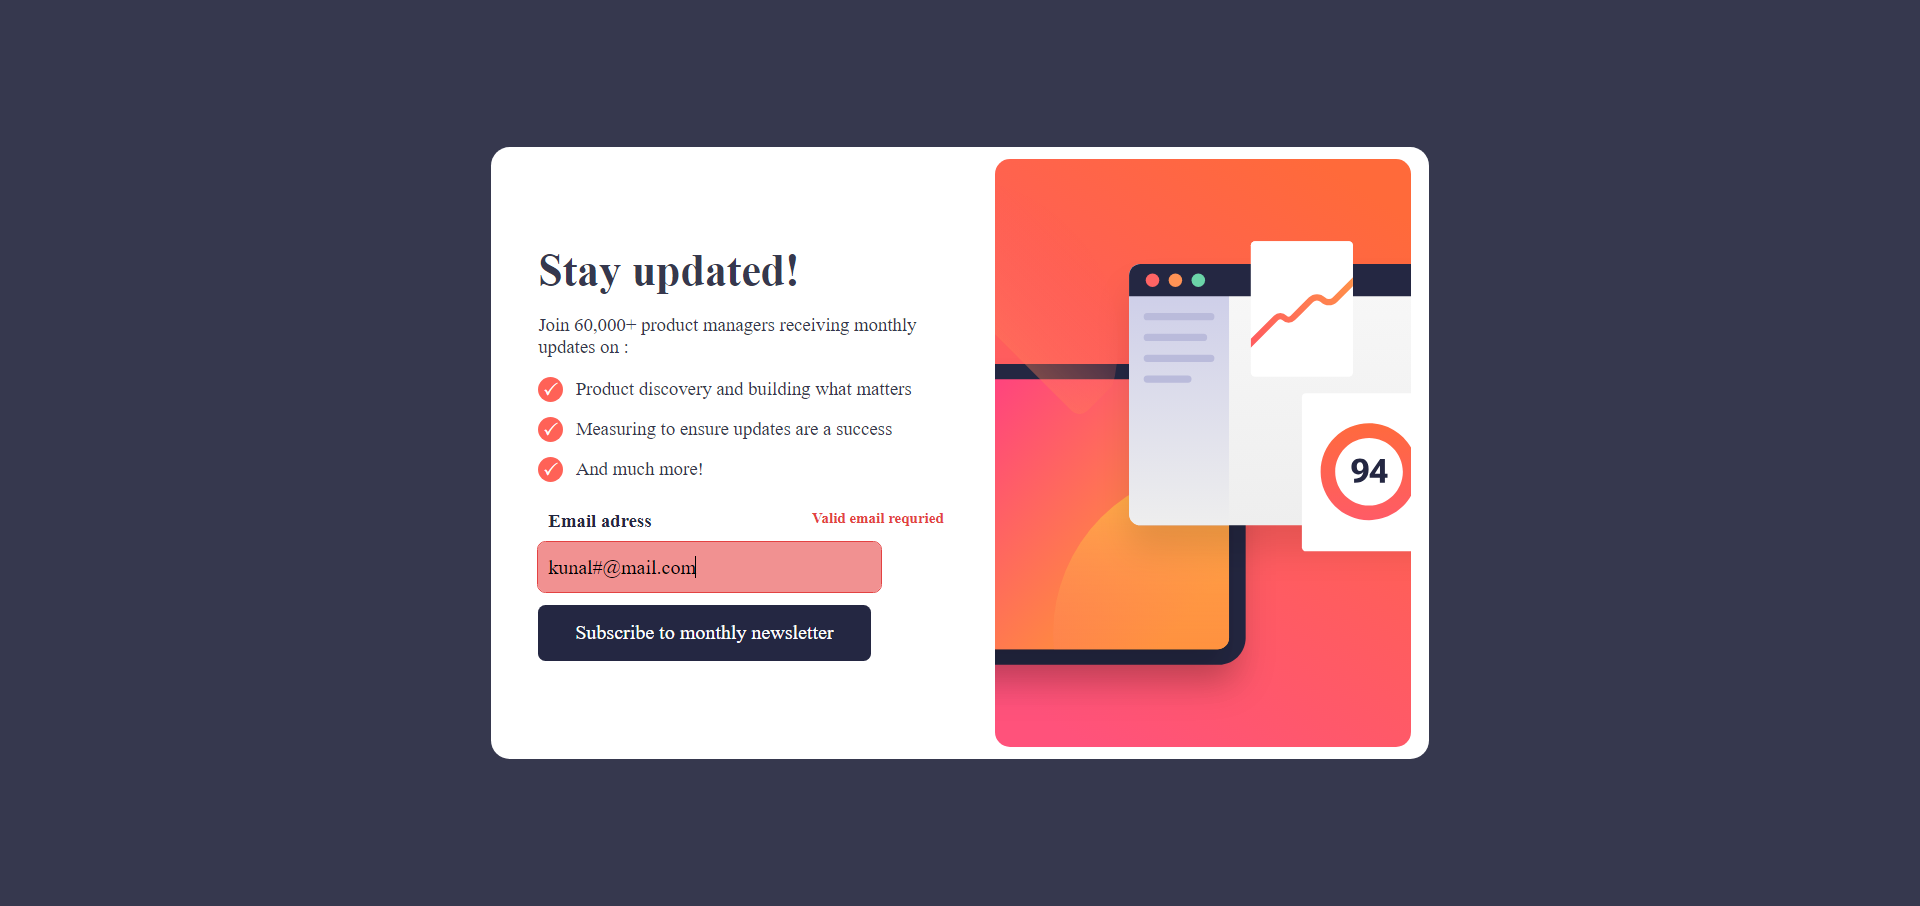 Stay updated!
Join 60,000+ product managers receiving monthly
updates on :
Product discovery and building what matters
Measuring to ensure updates are a success
And much more!
Email adress
Valid email requried
kunal#@mail.com
Subscribe to monthly newsletter
94